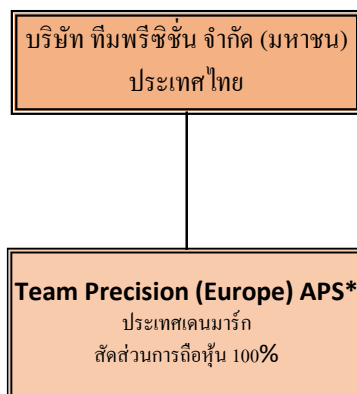 บริษัท ทีมพรีซิชั่น จำกัด (มหาชน)
ประเทศไทย
Team Precision (Europe) APS*
ประเทศเดนมาร์ก
สัดส่วนการถือหุ้น 100%